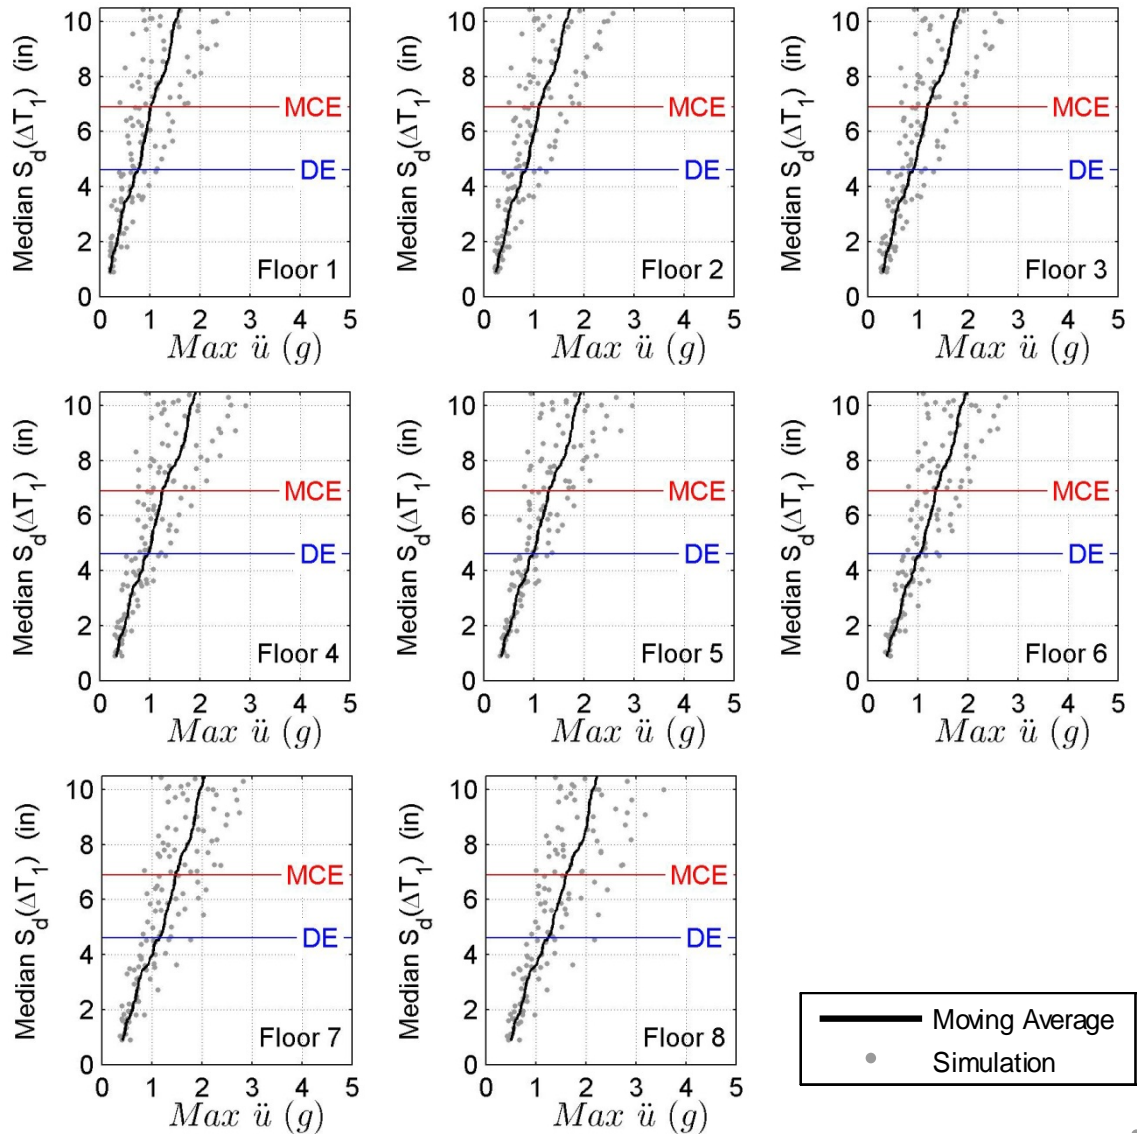 10
8
6
4
2
0
Median S_d(ΔT_1) (in)
MCE
DE
Floor 1
0 1 2 3 4 5
Max ü (g)
10
8
6
4
2
0
Median S_d(ΔT_1) (in)
MCE
DE
Floor 2
0 1 2 3 4 5
Max ü (g)
10
8
6
4
2
0
Median S_d(ΔT_1) (in)
MCE
DE
Floor 3
0 1 2 3 4 5
Max ü (g)
10
8
6
4
2
0
Median S_d(ΔT_1) (in)
MCE
DE
Floor 4
0 1 2 3 4 5
Max ü (g)
10
8
6
4
2
0
Median S_d(ΔT_1) (in)
MCE
DE
Floor 5
0 1 2 3 4 5
Max ü (g)
10
8
6
4
2
0
Median S_d(ΔT_1) (in)
MCE
DE
Floor 6
0 1 2 3 4 5
Max ü (g)
10
8
6
4
2
0
Median S_d(ΔT_1) (in)
MCE
DE
Floor 7
0 1 2 3 4 5
Max ü (g)
10
8
6
4
2
0
Median S_d(ΔT_1) (in)
MCE
DE
Floor 8
0 1 2 3 4 5
Max ü (g)
Moving Average
Simulation